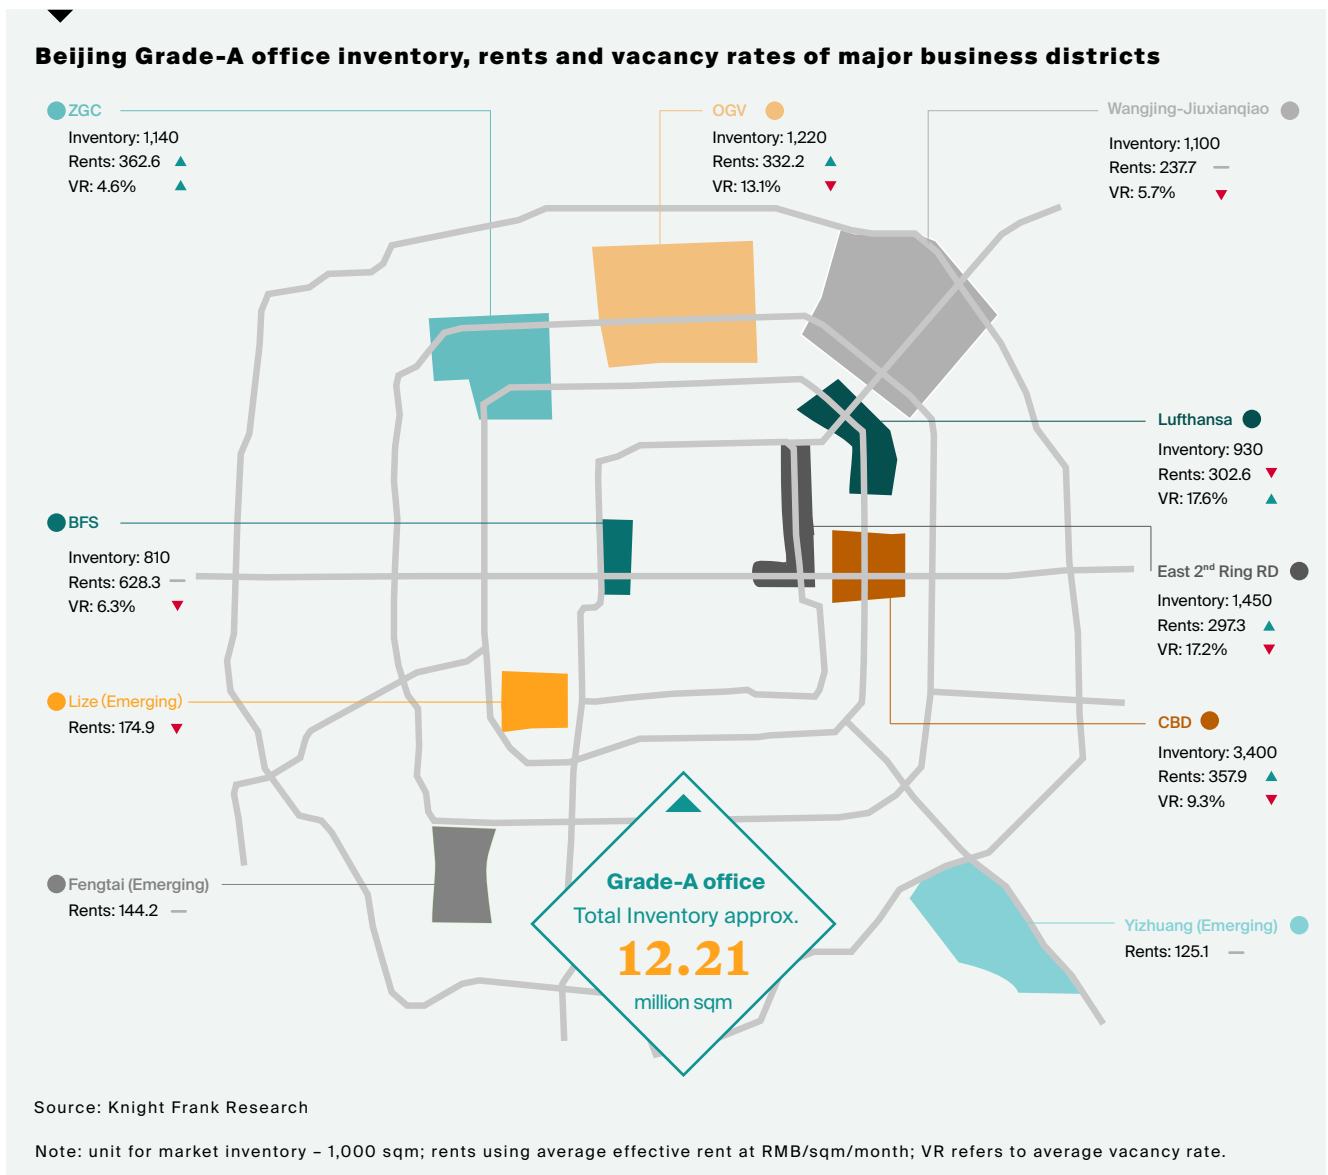 Beijing Grade-A office inventory, rents and vacancy rates of major business districts
ZGC
Inventory: 1,140
Rents: 362.6
VR: 4.6%
OGV
Inventory: 1,220
Rents: 332.2
VR: 13.1%
Wangjing-Jiuxianqiao
Inventory: 1,100
Rents: 237.7
VR: 5.7%
Lufthansa
Inventory: 930
Rents: 302.6
VR: 17.6%
BFS
Inventory: 810
Rents: 628.3
VR: 6.3%
East 2nd Ring RD
Inventory: 1,450
Rents: 297.3
VR: 17.2%
Lize (Emerging)
Rents: 174.9
CBD
Inventory: 3,400
Rents: 357.9
VR: 9.3%
Fengtai (Emerging)
Rents: 144.2
Grade-A office
Total Inventory approx.
12.21
million sqm
Yizhuang (Emerging)
Rents: 125.1
Source: Knight Frank Research
Note: unit for market inventory – 1,000 sqm; rents using average effective rent at RMB/sqm/month; VR refers to average vacancy rate.